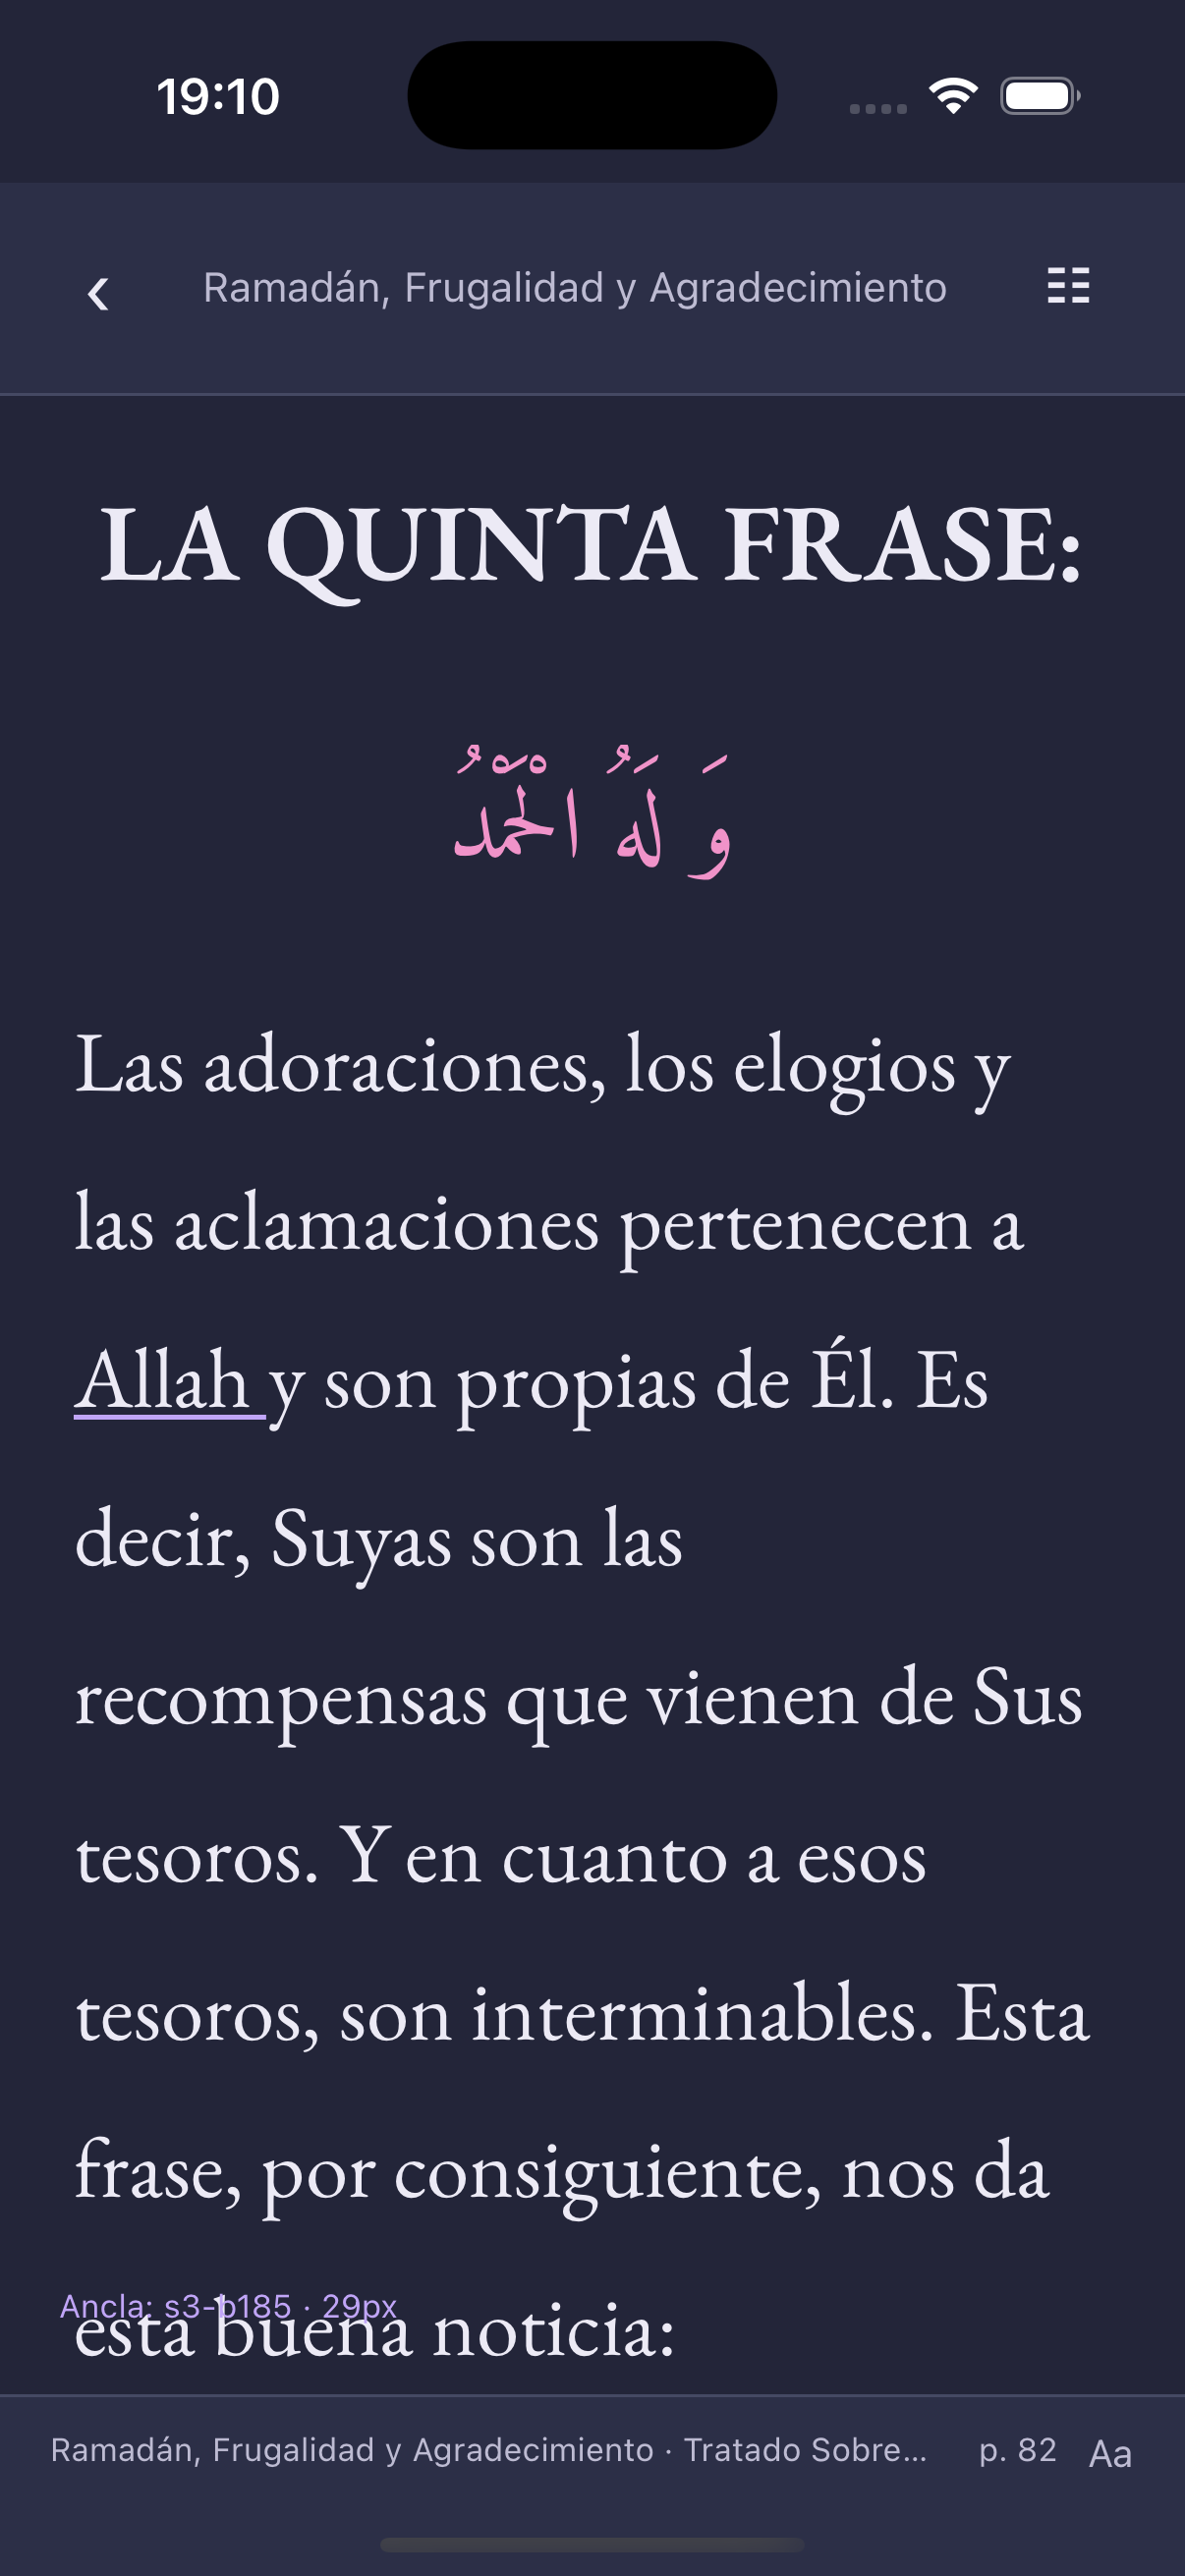 19:10
Ramadán, Frugalidad y Agradecimiento
LA QUINTA FRASE:
وَ لَهُ الْحَمْدُ
Las adoraciones, los elogios y
las aclamaciones pertenecen a
Allah y son propias de Él. Es
decir, Suyas son las
recompensas que vienen de Sus
tesoros. Y en cuanto a esos
tesoros, son interminables. Esta
frase, por consiguiente, nos da
Ancla: s3-b185 · 29px
esta buena noticia:
Ramadán, Frugalidad y Agradecimiento · Tratado Sobre... p. 82 Aa